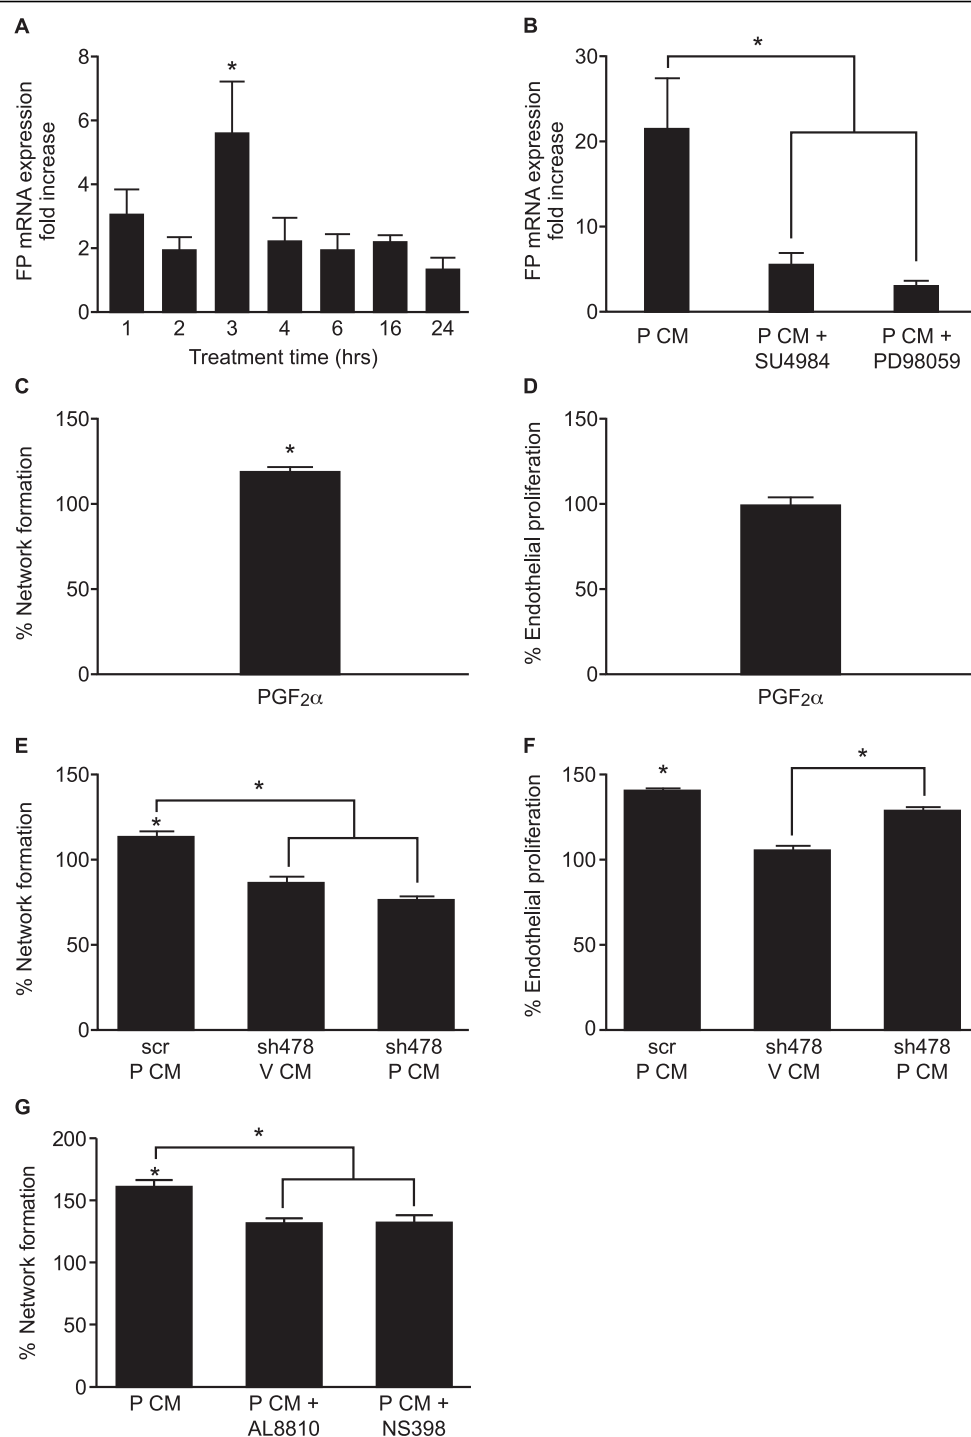 A
FP mRNA expression
fold increase
8
6
4
2
0
*
1 2 3 4 6 16 24
Treatment time (hrs)
B
FP mRNA expression
fold increase
30
20
10
0
*
P CM
P CM +
SU4984
P CM +
PD98059
C
% Network formation
150
100
50
0
*
PGF2α
D
% Endothelial proliferation
150
100
50
0
PGF2α
E
% Network formation
150
100
50
0
*
*
scr
P CM
sh478
V CM
sh478
P CM
F
% Endothelial proliferation
150
100
50
0
*
*
scr
P CM
sh478
V CM
sh478
P CM
G
% Network formation
200
150
100
50
0
*
*
P CM
P CM +
AL8810
P CM +
NS398